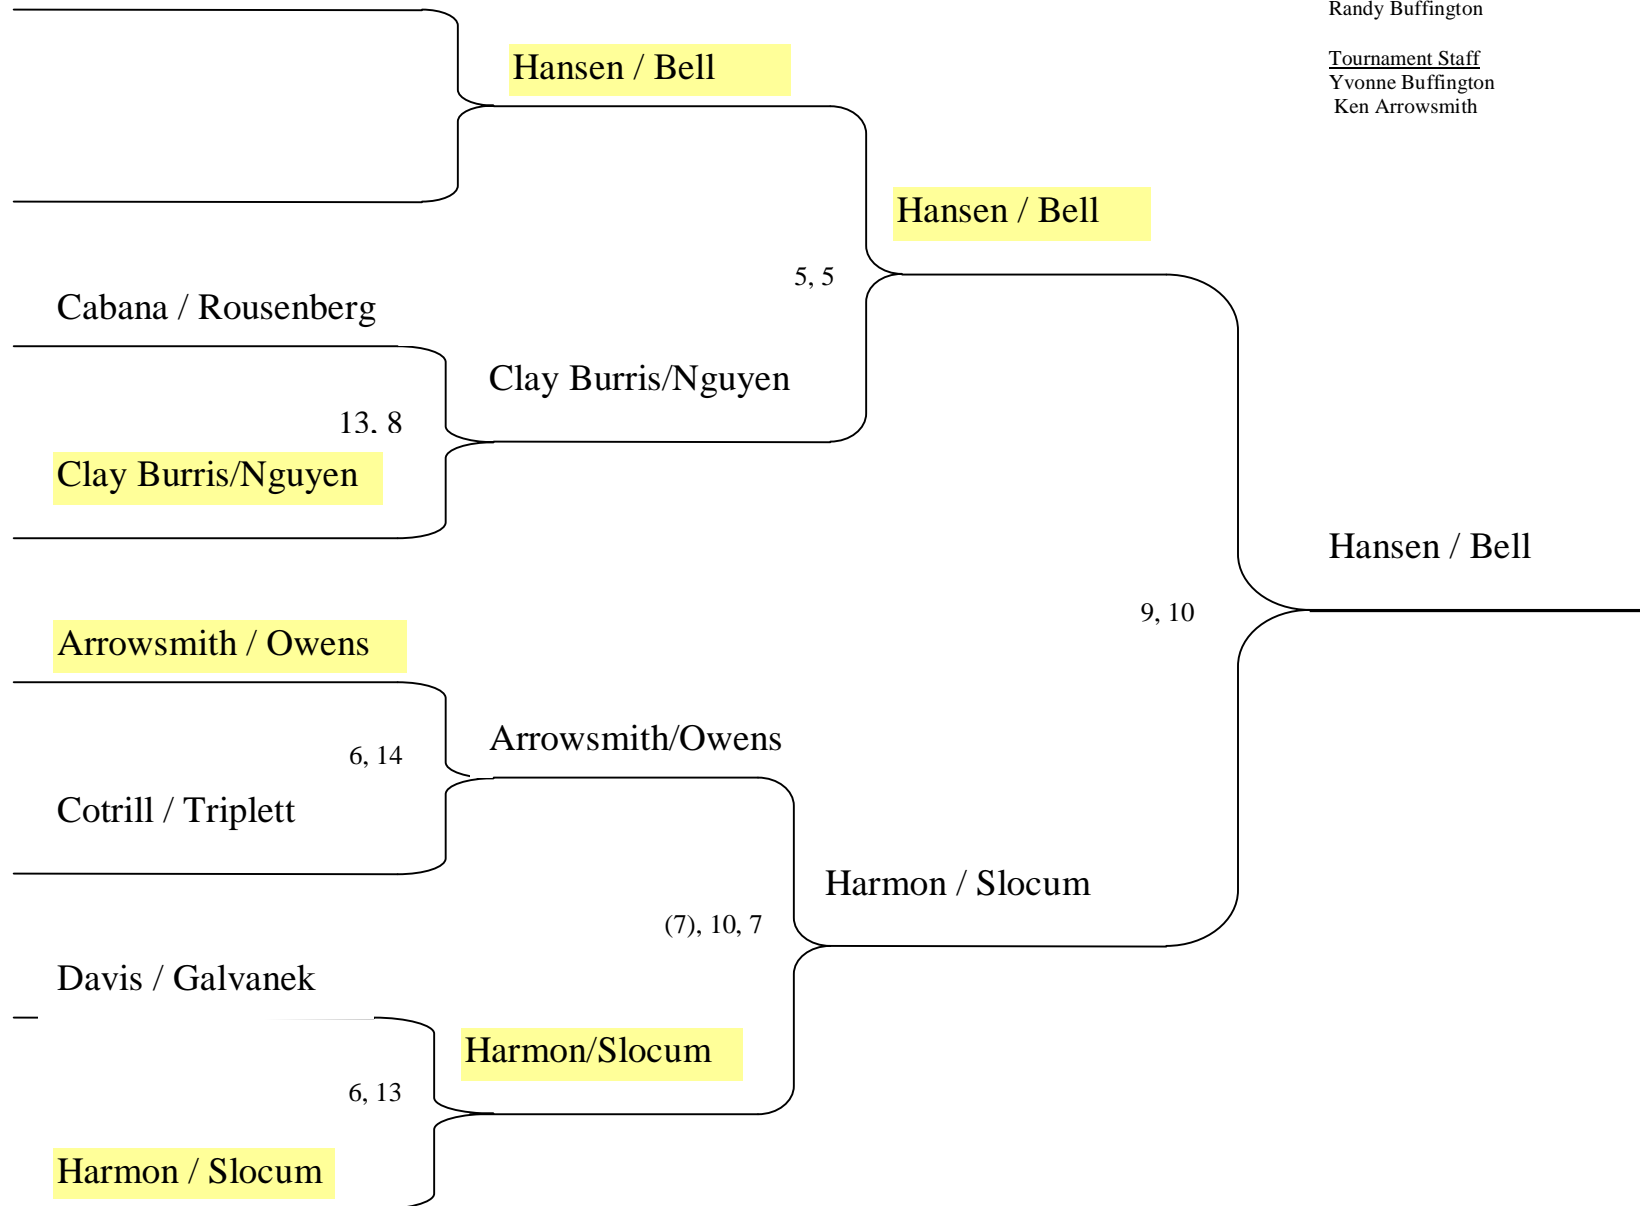 Randy Buffington
Tournament Staff
Yvonne Buffington
Ken Arrowsmith
Hansen / Bell
Hansen / Bell
5, 5
Cabana / Rousenberg
Clay Burris/Nguyen
13, 8
Clay Burris/Nguyen
Hansen / Bell
9, 10
Arrowsmith / Owens
Arrowsmith/Owens
6, 14
Cotrill / Triplett
Harmon / Slocum
(7), 10, 7
Davis / Galvanek
Harmon/Slocum
6, 13
Harmon / Slocum